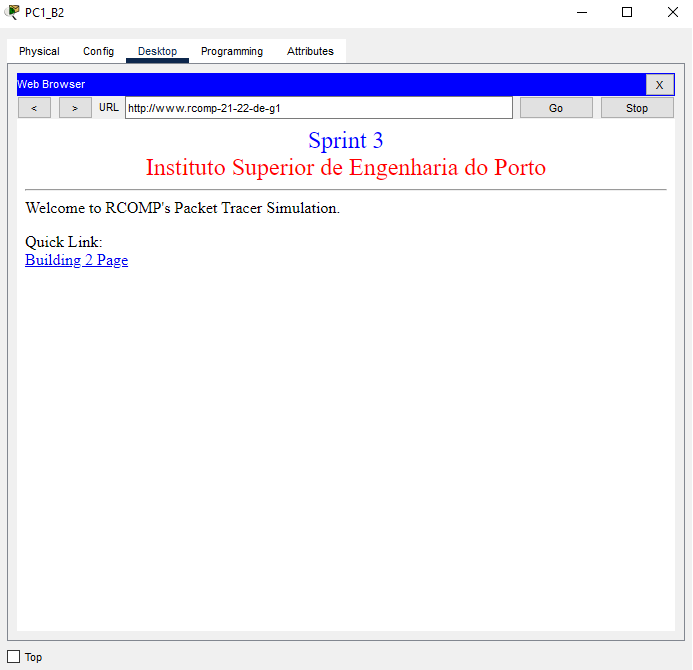 PC1_B2
Physical Config Desktop Programming Attributes
Web Browser X
< > URL http://www.rcomp-21-22-de-g1 Go Stop
Sprint 3
Instituto Superior de Engenharia do Porto
Welcome to RCOMP's Packet Tracer Simulation.
Quick Link:
Building 2 Page
Top